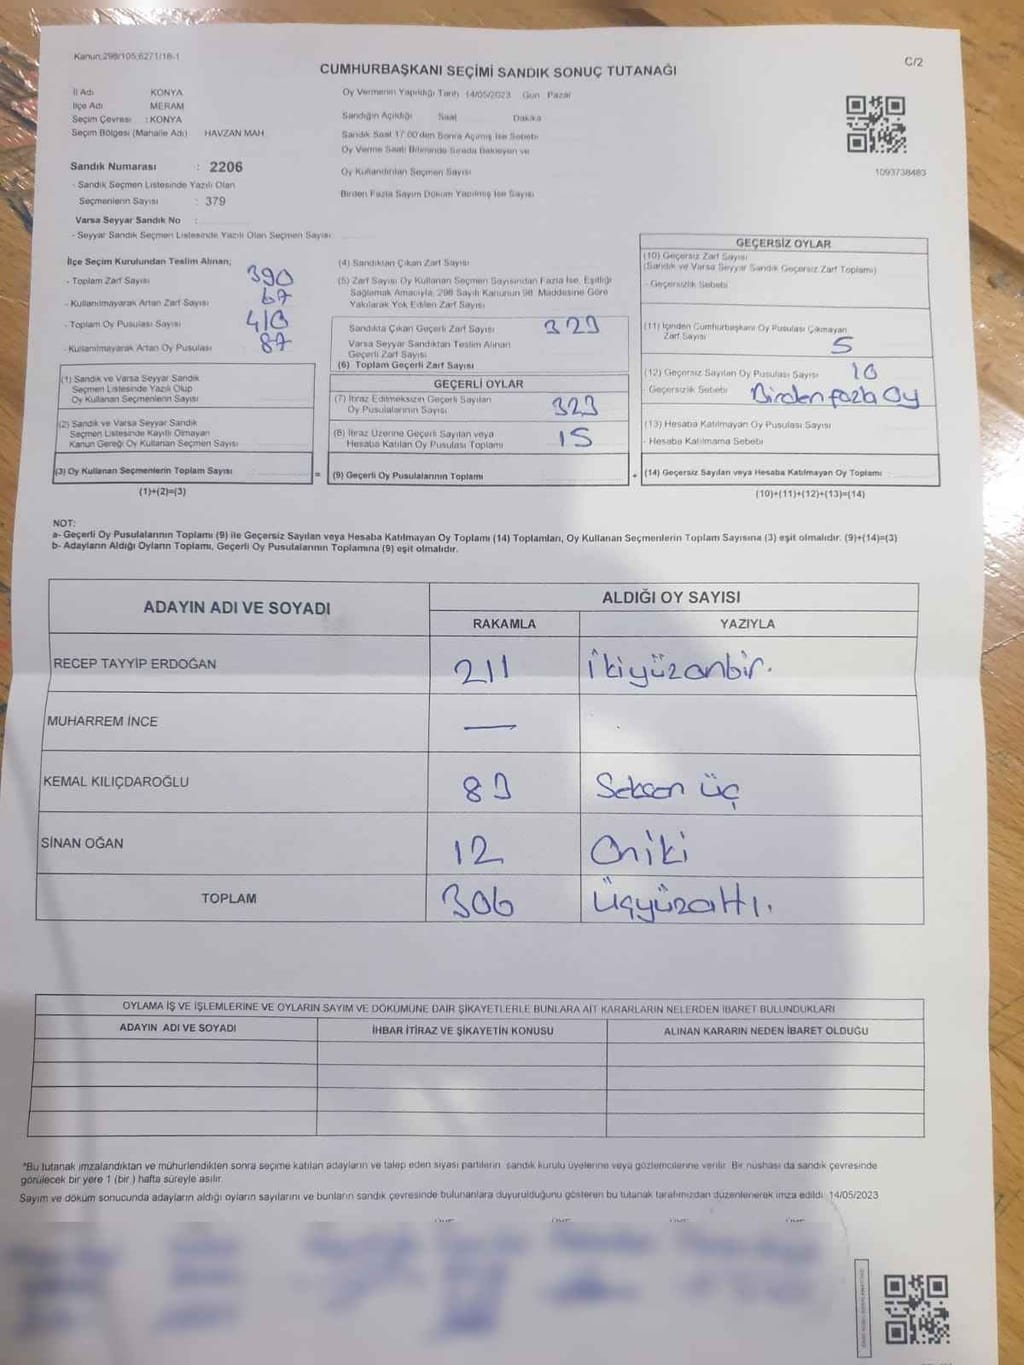 Kanun:298/105;6271/18-1
C/2
CUMHURBAŞKANI SEÇİMİ SANDIK SONUÇ TUTANAĞI
İl Adı KONYA
İlçe Adı MERAM
Seçim Çevresi : KONYA
Seçim Bölgesi (Mahalle Adı) HAVZAN MAH
Sandık Numarası : 2206
- Sandık Seçmen Listesinde Yazılı Olan
Seçmenlerin Sayısı : 379
Varsa Seyyar Sandık No :
- Seyyar Sandık Seçmen Listesinde Yazılı Olan Seçmen Sayısı
Oy Vermenin Yapıldığı Tarih 14/05/2023 Gün Pazar
Sandığın Açıldığı Saat Dakika
Sandık Saat 17:00'den Sonra Açılmış İse Sebebi
Oy Verme Saati Bitiminde Sırada Bekleyen ve
Oy Kullandırılan Seçmen Sayısı
Birden Fazla Sayım Döküm Yapılmış İse Sayısı
1093738483
İlçe Seçim Kurulundan Teslim Alınan;
- Toplam Zarf Sayısı 390
- Kullanılmayarak Artan Zarf Sayısı 67
- Toplam Oy Pusulası Sayısı 410
- Kullanılmayarak Artan Oy Pusulası 87
(1) Sandık ve Varsa Seyyar Sandık
Seçmen Listesinde Yazılı Olup
Oy Kullanan Seçmenlerin Sayısı
(2) Sandık ve Varsa Seyyar Sandık
Seçmen Listesinde Kayıtlı Olmayan
Kanun Gereği Oy Kullanan Seçmen Sayısı
(3) Oy Kullanan Seçmenlerin Toplam Sayısı
(1)+(2)=(3)
=
(4) Sandıktan Çıkan Zarf Sayısı
(5) Zarf Sayısı Oy Kullanan Seçmen Sayısından Fazla İse, Eşitliği
Sağlamak Amacıyla, 298 Sayılı Kanunun 98. Maddesine Göre
Yakılarak Yok Edilen Zarf Sayısı
Sandıkta Çıkan Geçerli Zarf Sayısı 323
Varsa Seyyar Sandıktan Teslim Alınan
Geçerli Zarf Sayısı
(6) Toplam Geçerli Zarf Sayısı
GEÇERLİ OYLAR
(7) İtiraz Edilmeksizin Geçerli Sayılan
Oy Pusulalarının Sayısı 323
(8) İtiraz Üzerine Geçerli Sayılan veya
Hesaba Katılan Oy Pusulası Toplamı 15
(9) Geçerli Oy Pusulalarının Toplamı
+
GEÇERSİZ OYLAR
(10) Geçersiz Zarf Sayısı
(Sandık ve Varsa Seyyar Sandık Geçersiz Zarf Toplamı)
- Geçersizlik Sebebi
(11) İçinden Cumhurbaşkanı Oy Pusulası Çıkmayan
Zarf Sayısı 5
(12) Geçersiz Sayılan Oy Pusulası Sayısı 10
Geçersizlik Sebebi Birden fazla oy
(13) Hesaba Katılmayan Oy Pusulası Sayısı
- Hesaba Katılmama Sebebi
(14) Geçersiz Sayılan veya Hesaba Katılmayan Oy Toplamı
(10)+(11)+(12)+(13)=(14)
NOT:
a- Geçerli Oy Pusulalarının Toplamı (9) ile Geçersiz Sayılan veya Hesaba Katılmayan Oy Toplamı (14) Toplamları, Oy Kullanan Seçmenlerin Toplam Sayısına (3) eşit olmalıdır. (9)+(14)=(3)
b- Adayların Aldığı Oyların Toplamı, Geçerli Oy Pusulalarının Toplamına (9) eşit olmalıdır.
ADAYIN ADI VE SOYADI
ALDIĞI OY SAYISI
RAKAMLA YAZIYLA
RECEP TAYYİP ERDOĞAN 211 İkiyüzonbir.
MUHARREM İNCE —
KEMAL KILIÇDAROĞLU 83 Seksen üç
SİNAN OĞAN 12 Oniki
TOPLAM 306 Üçyüzaltı.
OYLAMA İŞ VE İŞLEMLERİNE VE OYLARIN SAYIM VE DÖKÜMÜNE DAİR ŞİKAYETLERLE BUNLARA AİT KARARLARIN NELERDEN İBARET BULUNDUKLARI
ADAYIN ADI VE SOYADI İHBAR İTİRAZ VE ŞİKAYETİN KONUSU ALINAN KARARIN NEDEN İBARET OLDUĞU
*Bu tutanak imzalandıktan ve mühürlendikten sonra seçime katılan adayların ve talep eden siyasi partilerin sandık kurulu üyelerine veya gözlemcilerine verilir. Bir nüshası da sandık çevresinde
görülecek bir yere 1 (bir) hafta süreyle asılır.
Sayım ve döküm sonucunda adayların aldığı oyların sayılarını ve bunların sandık çevresinde bulunanlara duyurulduğunu gösteren bu tutanak tarafımızdan düzenlenerek imza edildi. 14/05/2023